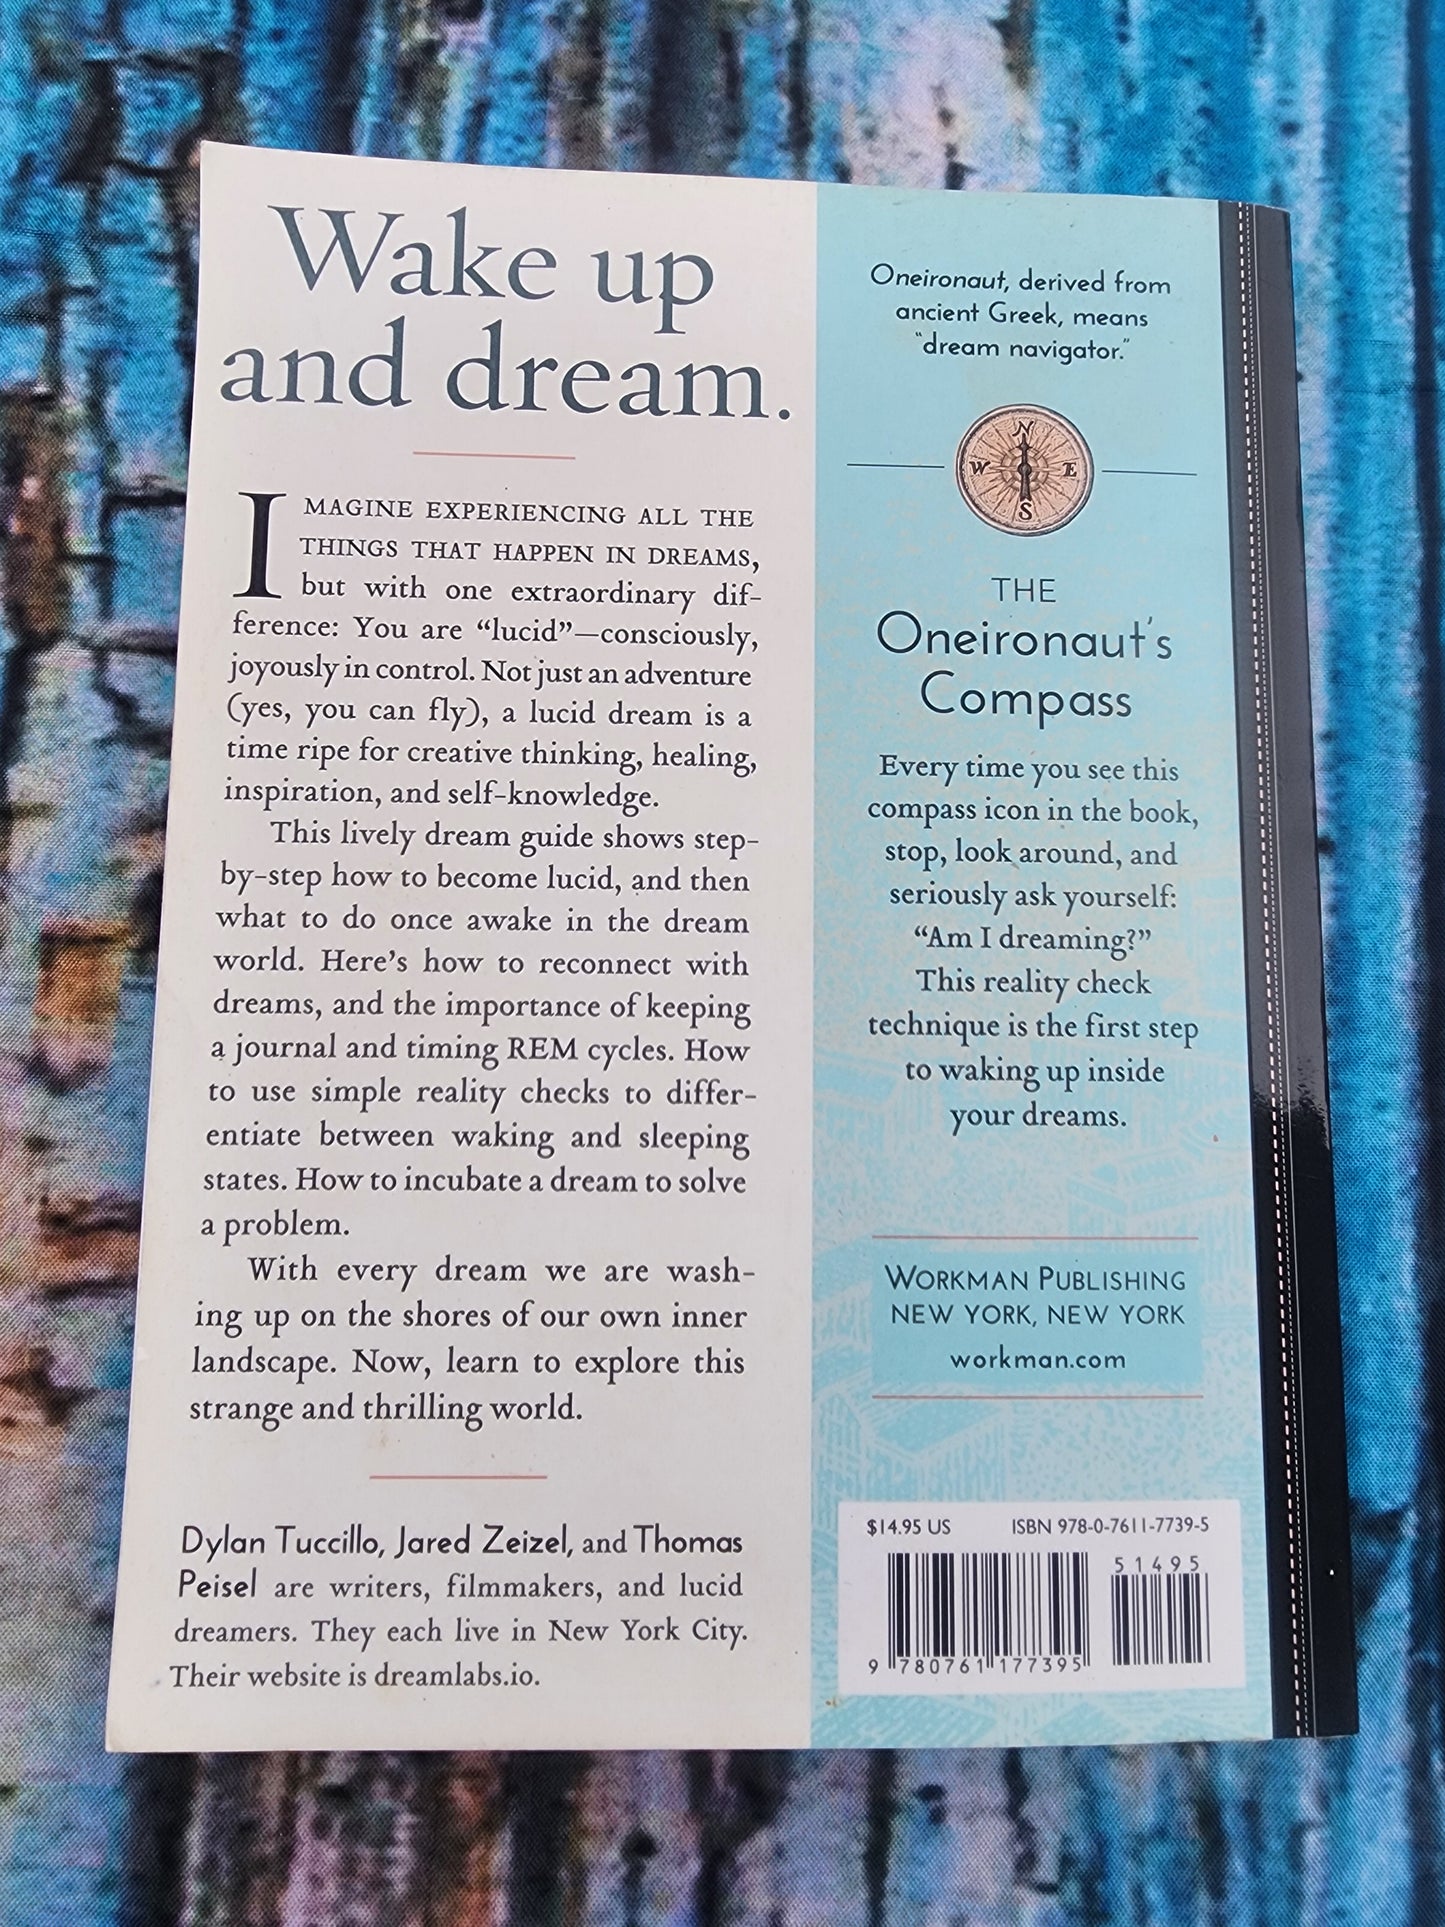 Wake up
and dream.
IMAGINE EXPERIENCING ALL THE
THINGS THAT HAPPEN IN DREAMS,
but with one extraordinary dif-
ference: You are “lucid”—consciously,
joyously in control. Not just an adventure
(yes, you can fly), a lucid dream is a
time ripe for creative thinking, healing,
inspiration, and self-knowledge.
This lively dream guide shows step-
by-step how to become lucid, and then
what to do once awake in the dream
world. Here’s how to reconnect with
dreams, and the importance of keeping
a journal and timing REM cycles. How
to use simple reality checks to differ-
entiate between waking and sleeping
states. How to incubate a dream to solve
a problem.
With every dream we are wash-
ing up on the shores of our own inner
landscape. Now, learn to explore this
strange and thrilling world.
Dylan Tuccillo, Jared Zeizel, and Thomas
Peisel are writers, filmmakers, and lucid
dreamers. They each live in New York City.
Their website is dreamlabs.io.
Oneironaut, derived from
ancient Greek, means
“dream navigator.”
N
W E
S
THE
Oneironaut’s
Compass
Every time you see this
compass icon in the book,
stop, look around, and
seriously ask yourself:
“Am I dreaming?”
This reality check
technique is the first step
to waking up inside
your dreams.
WORKMAN PUBLISHING
NEW YORK, NEW YORK
workman.com
$14.95 US ISBN 978-0-7611-7739-5
51495
9 780761 177395